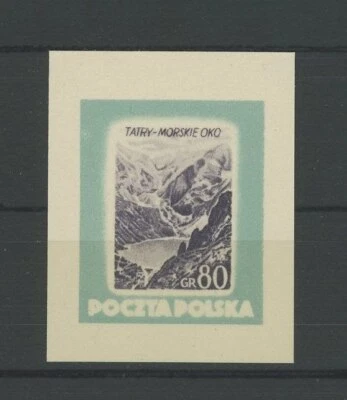 TATRY-MORSKIE OKO
GR 80
POCZTA POLSKA